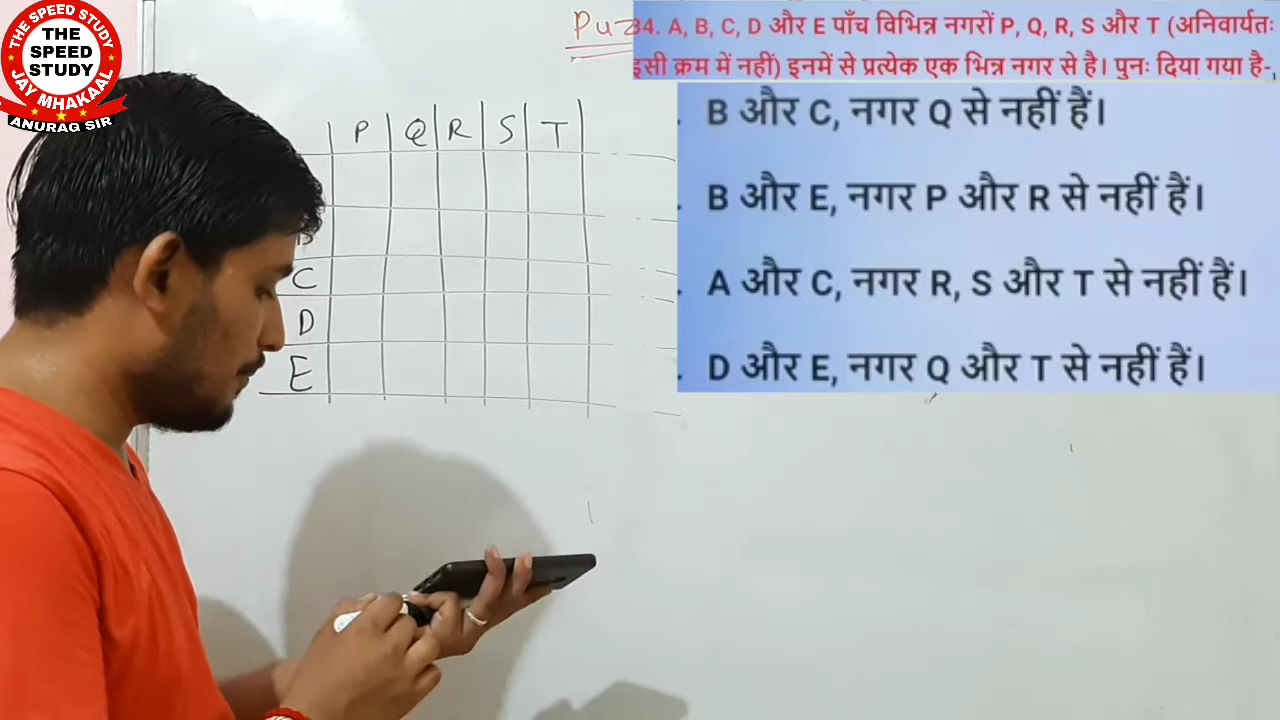 THE SPEED STUDY
THE
SPEED
STUDY
JAY MHAKAAL
ANURAG SIR
Puz
34. A, B, C, D और E पाँच विभिन्न नगरों P, Q, R, S और T (अनिवार्यतः
इसी क्रम में नहीं) इनमें से प्रत्येक एक भिन्न नगर से है। पुनः दिया गया है-
B और C, नगर Q से नहीं हैं।
B और E, नगर P और R से नहीं हैं।
A और C, नगर R, S और T से नहीं हैं।
D और E, नगर Q और T से नहीं हैं।
P Q R S T
C
D
E